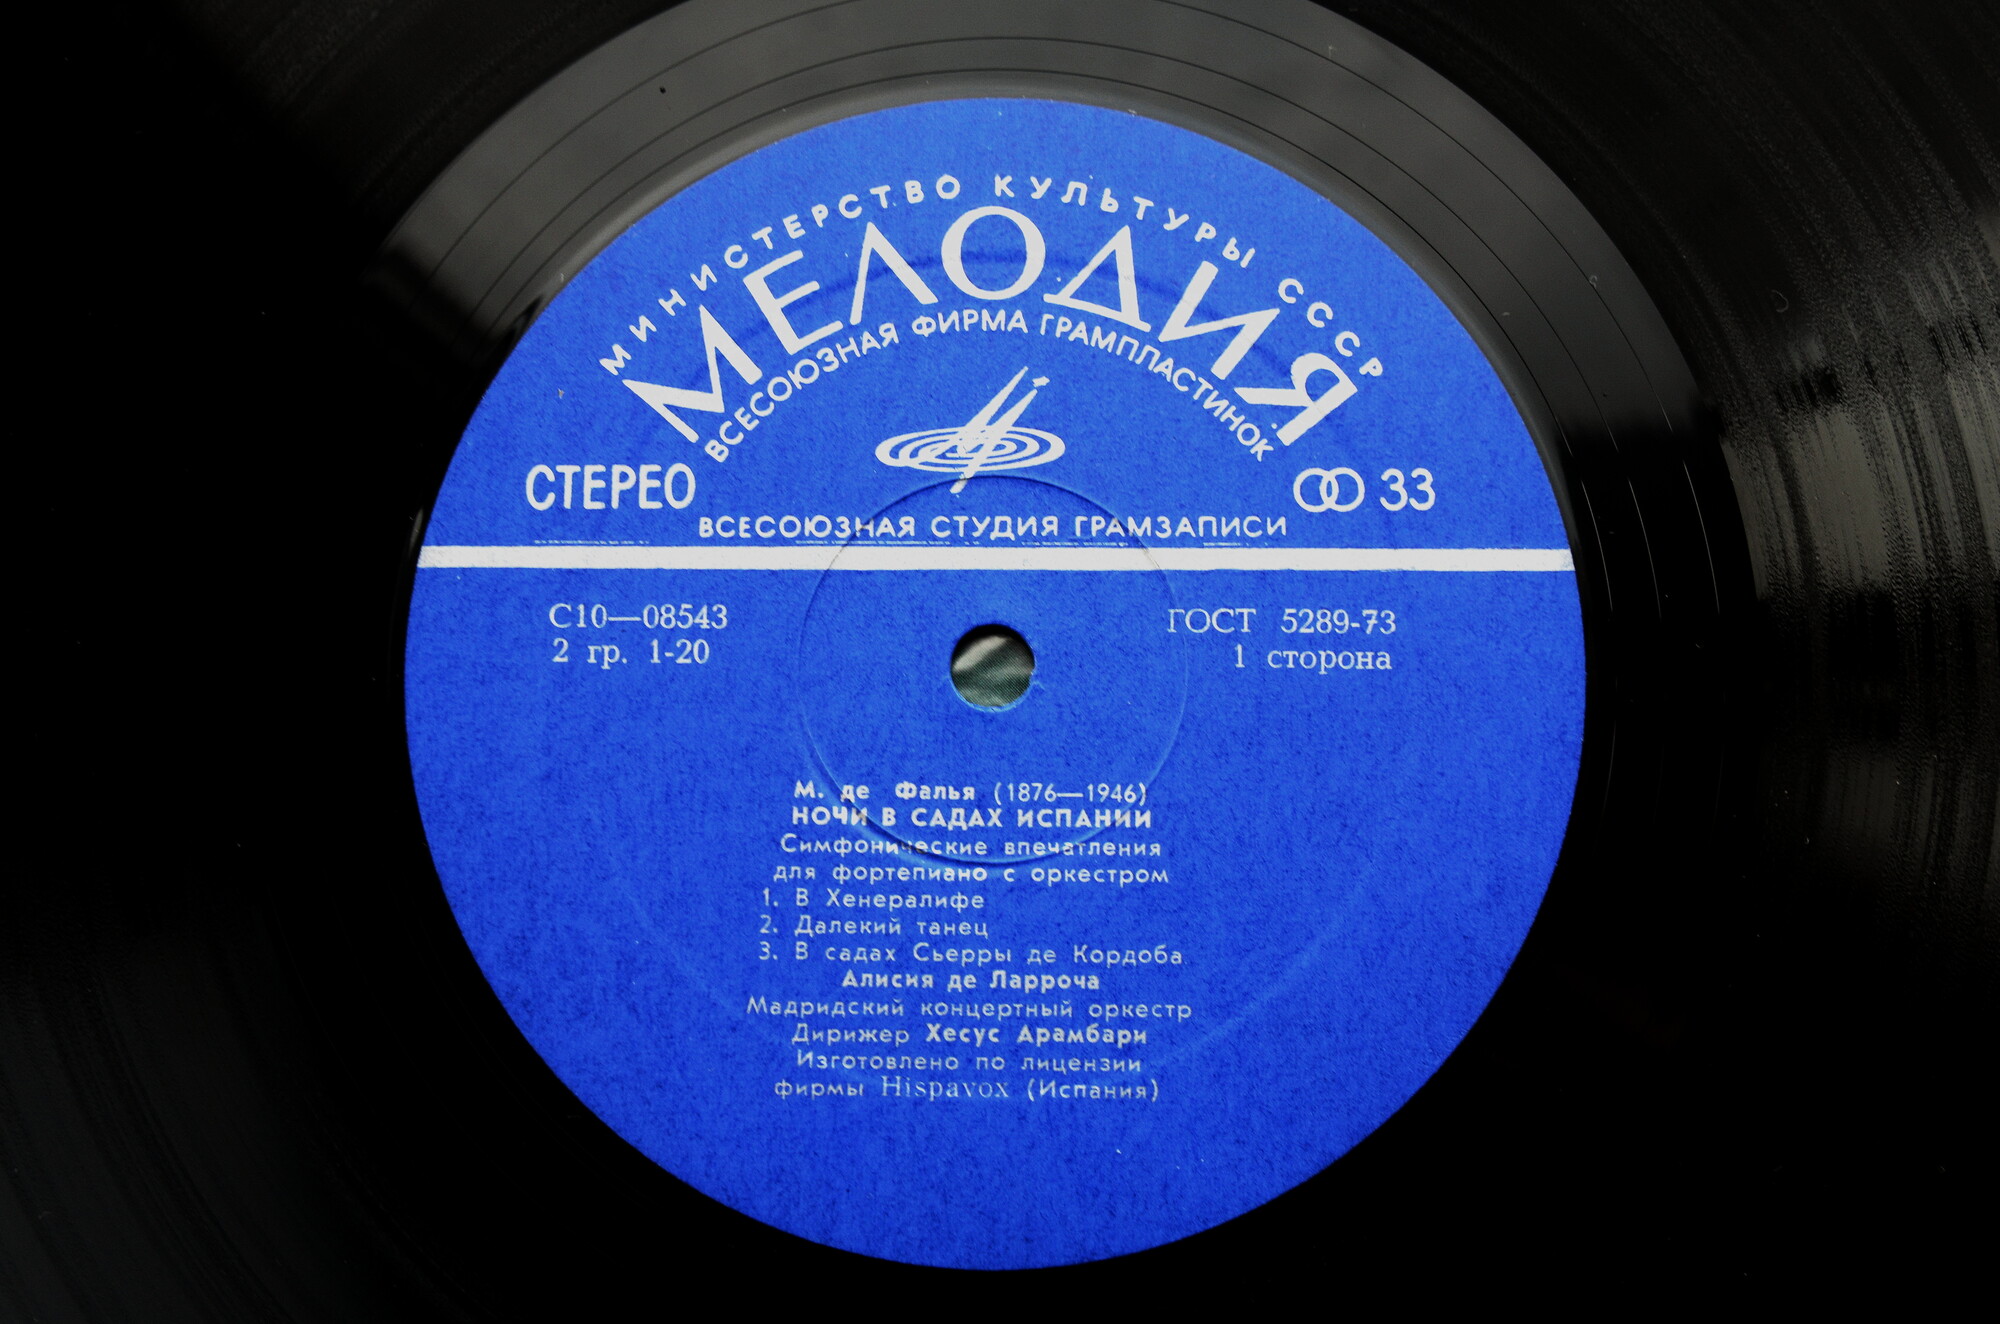 МИНИСТЕРСТВО КУЛЬТУРЫ СССР
МЕЛОДИЯ
ВСЕСОЮЗНАЯ ФИРМА ГРАМПЛАСТИНОК
СТЕРЕО
33
ВСЕСОЮЗНАЯ СТУДИЯ ГРАМЗАПИСИ
С10—08543
ГОСТ 5289-73
2 гр. 1-20
1 сторона
М. де Фалья (1876—1946)
НОЧИ В САДАХ ИСПАНИИ
Симфонические впечатления
для фортепиано с оркестром
1. В Хенералифе
2. Далекий танец
3. В садах Сьерры де Кордоба
Алисия де Ларроча
Мадридский концертный оркестр
Дирижер Хесус Арамбари
Изготовлено по лицензии
фирмы Hispavox (Испания)